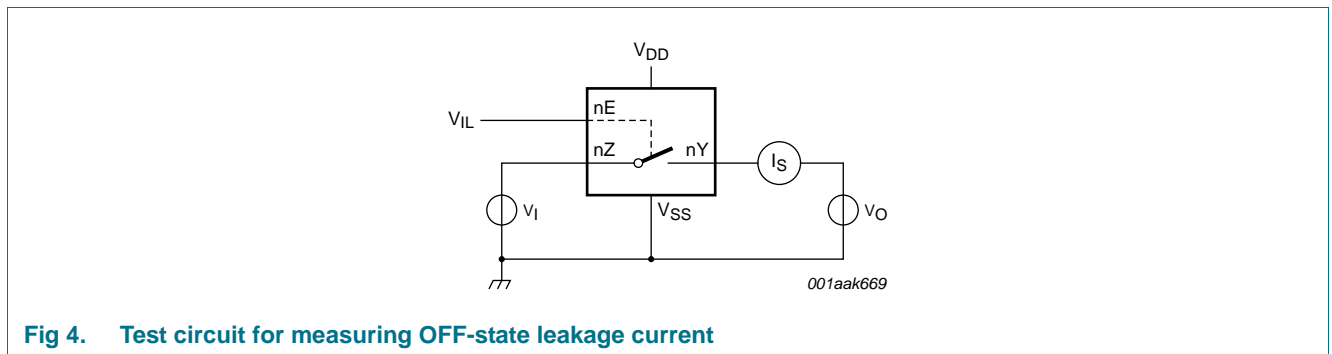 VDD
nE
VIL
nZ
nY
IS
VI
VSS
VO
001aak669
Fig 4. Test circuit for measuring OFF-state leakage current